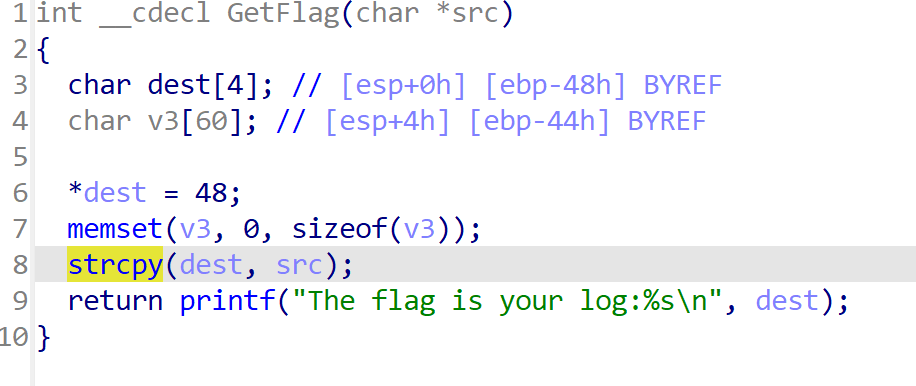 1 int __cdecl GetFlag(char *src)
2 {
3   char dest[4]; // [esp+0h] [ebp-48h] BYREF
4   char v3[60]; // [esp+4h] [ebp-44h] BYREF
5
6   *dest = 48;
7   memset(v3, 0, sizeof(v3));
8   strcpy(dest, src);
9   return printf("The flag is your log:%s\n", dest);
10 }